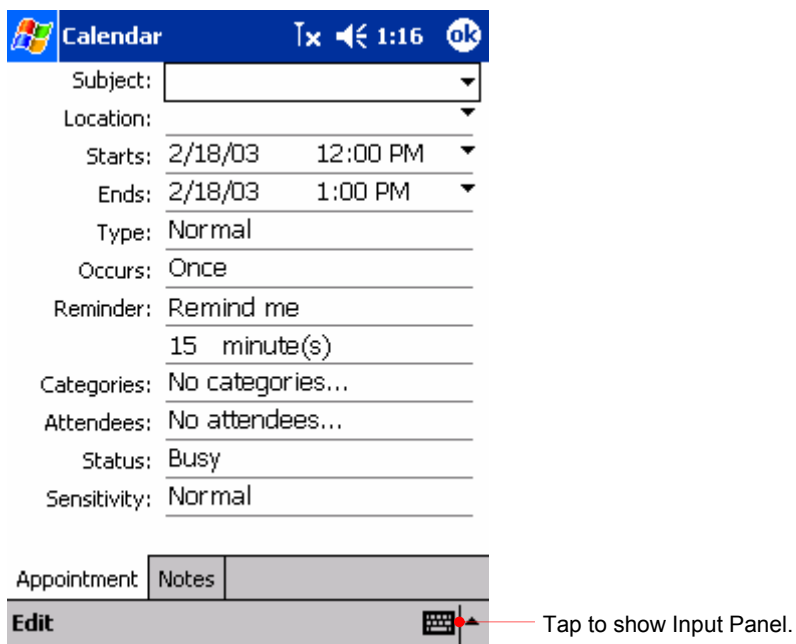 Calendar 1:16 ok
Subject:
Location:
Starts: 2/18/03 12:00 PM
Ends: 2/18/03 1:00 PM
Type: Normal
Occurs: Once
Reminder: Remind me
15 minute(s)
Categories: No categories...
Attendees: No attendees...
Status: Busy
Sensitivity: Normal
Appointment Notes
Edit
Tap to show Input Panel.